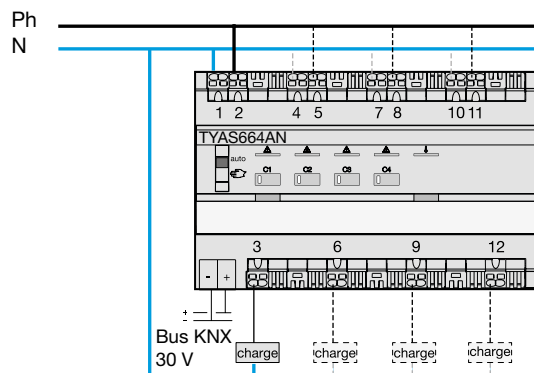 Ph
N
1 2 4 5 7 8 10 11
TYAS664AN
auto
C1 C2 C3 C4
3 6 9 12
- +
- +
Bus KNX
30 V
charge charge charge charge